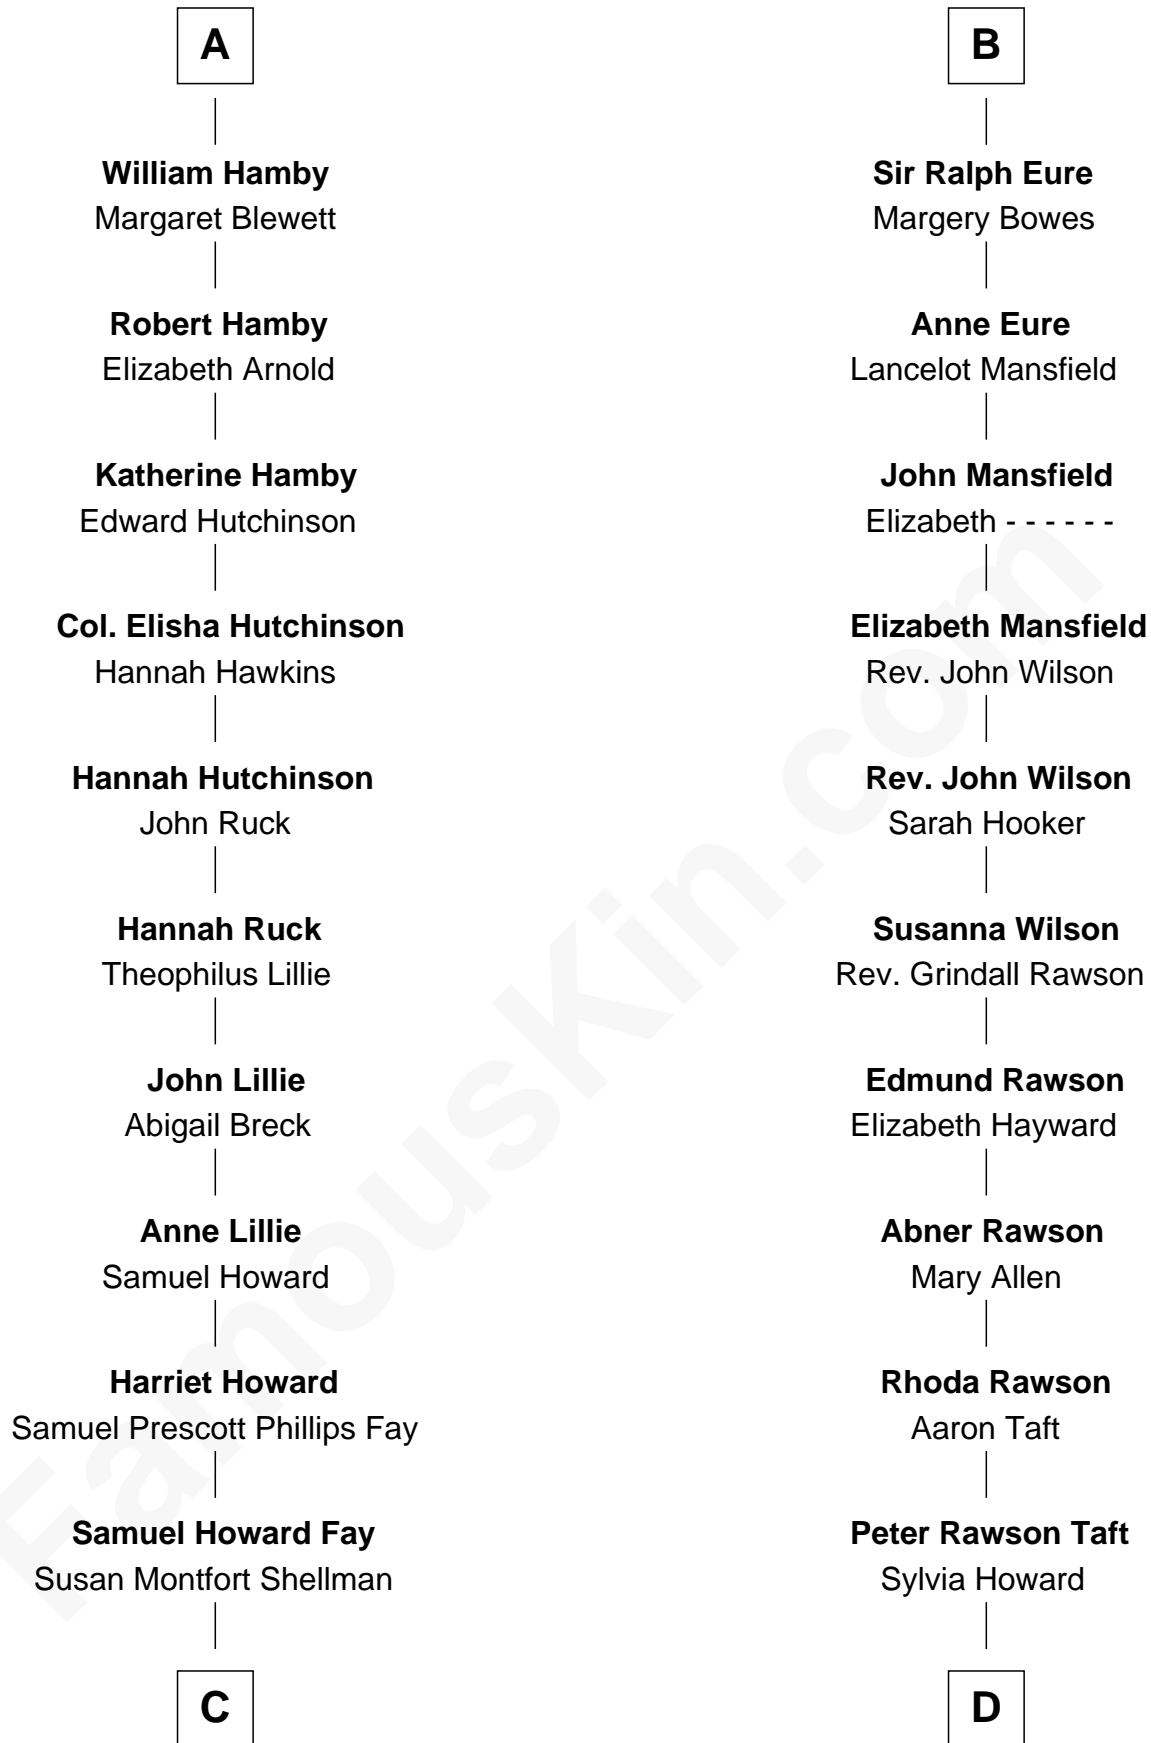 A
William Hamby
Margaret Blewett
Robert Hamby
Elizabeth Arnold
Katherine Hamby
Edward Hutchinson
Col. Elisha Hutchinson
Hannah Hawkins
Hannah Hutchinson
John Ruck
Hannah Ruck
Theophilus Lillie
John Lillie
Abigail Breck
Anne Lillie
Samuel Howard
Harriet Howard
Samuel Prescott Phillips Fay
Samuel Howard Fay
Susan Montfort Shellman
C
B
Sir Ralph Eure
Margery Bowes
Anne Eure
Lancelot Mansfield
John Mansfield
Elizabeth - - - - - -
Elizabeth Mansfield
Rev. John Wilson
Rev. John Wilson
Sarah Hooker
Susanna Wilson
Rev. Grindall Rawson
Edmund Rawson
Elizabeth Hayward
Abner Rawson
Mary Allen
Rhoda Rawson
Aaron Taft
Peter Rawson Taft
Sylvia Howard
D
FamousKin.com